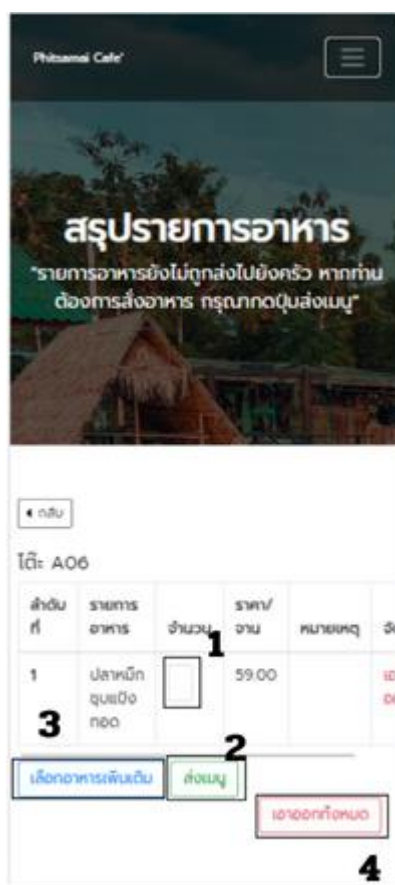 Phitsamai Cafe'
สรุปรายการอาหาร
"รายการอาหารยังไม่ถูกส่งไปยังครัว หากท่าน
ต้องการสั่งอาหาร กรุณากดปุ่มส่งเมนู"
กลับ
โต๊ะ A06
ลำดับ รายการ ราคา/
ที่ อาหาร จำนวน จาน หมายเหตุ
1
1 ปลาหมึก 59.00
ชุบแป้ง
ทอด
3
2
เลือกอาหารเพิ่มเติม ส่งเมนู
เอาออกทั้งหมด
4